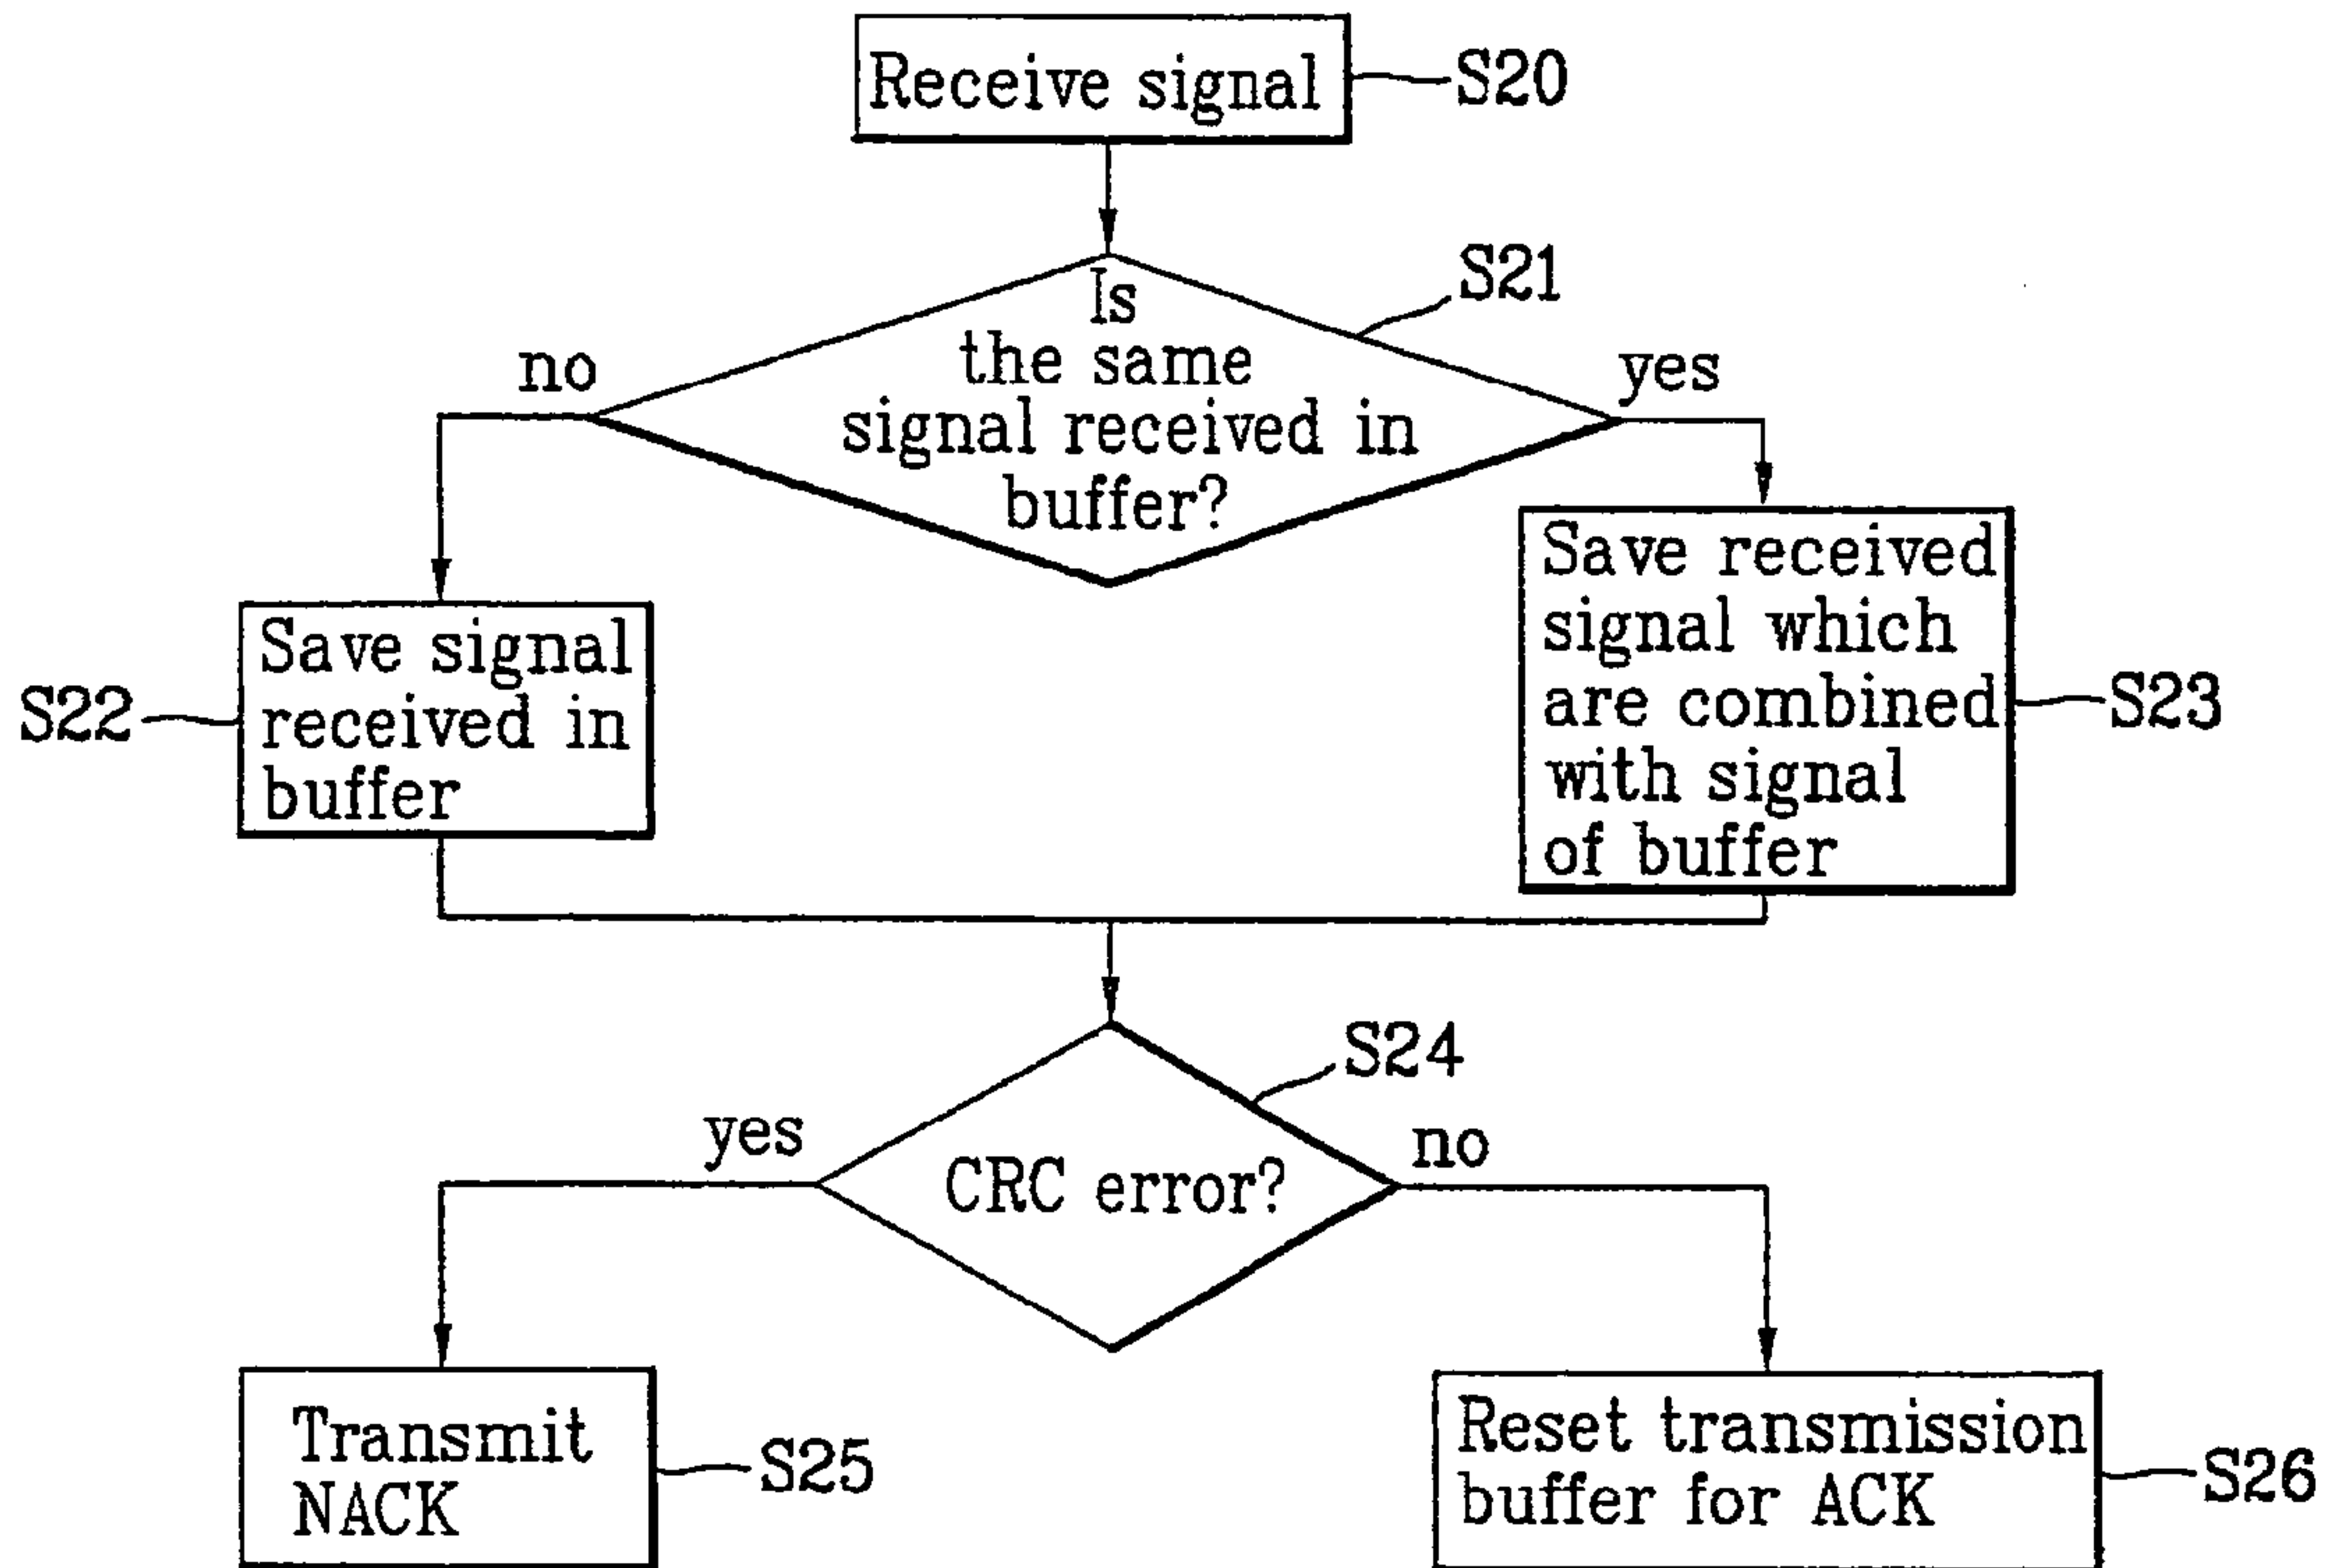 Receive signal
S20
Is
the same
signal received in
buffer?
S21
no
yes
Save signal
received in
buffer
S22
Save received
signal which
are combined
with signal
of buffer
S23
CRC error?
S24
yes
no
Transmit
NACK
S25
Reset transmission
buffer for ACK
S26